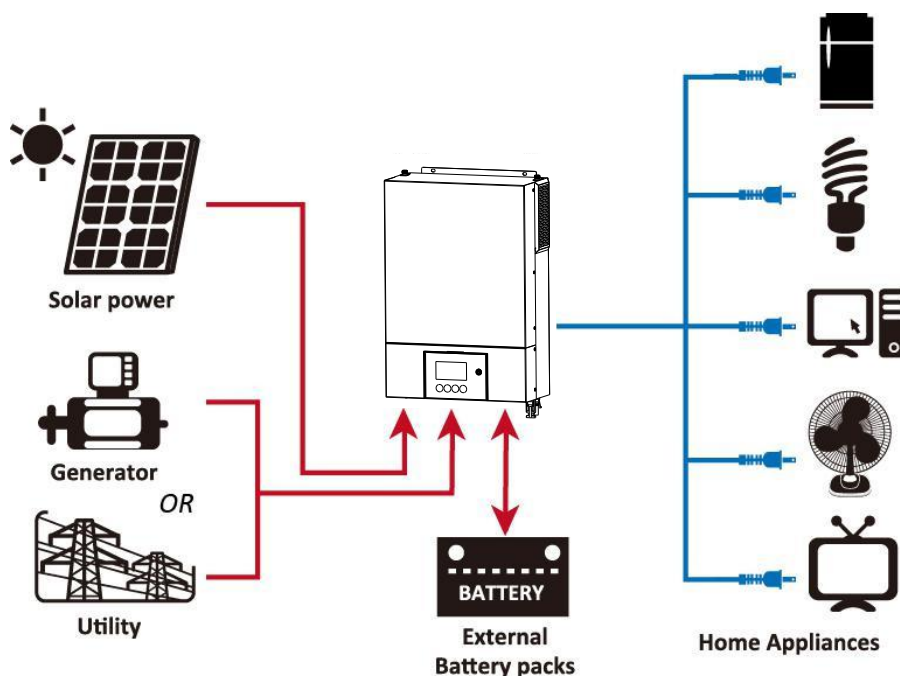 Solar power
Generator
OR
Utility
BATTERY
External
Battery packs
Home Appliances